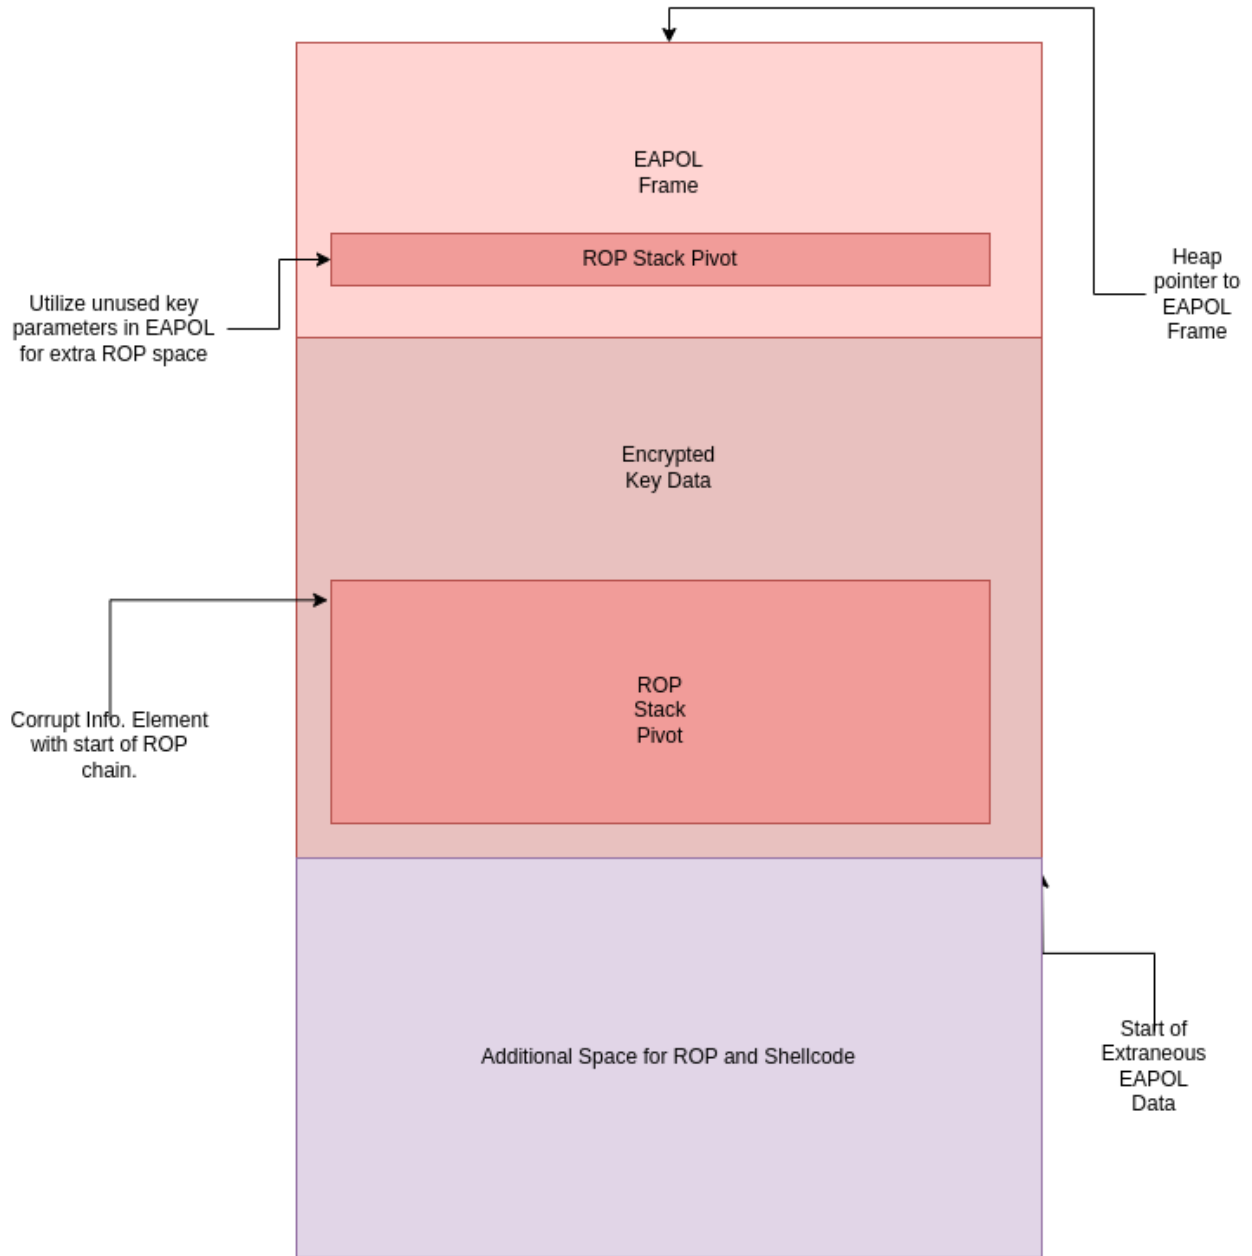 EAPOL
Frame
ROP Stack Pivot
Utilize unused key
parameters in EAPOL
for extra ROP space
Heap
pointer to
EAPOL
Frame
Encrypted
Key Data
ROP
Stack
Pivot
Corrupt Info. Element
with start of ROP
chain.
Additional Space for ROP and Shellcode
Start of
Extraneous
EAPOL
Data